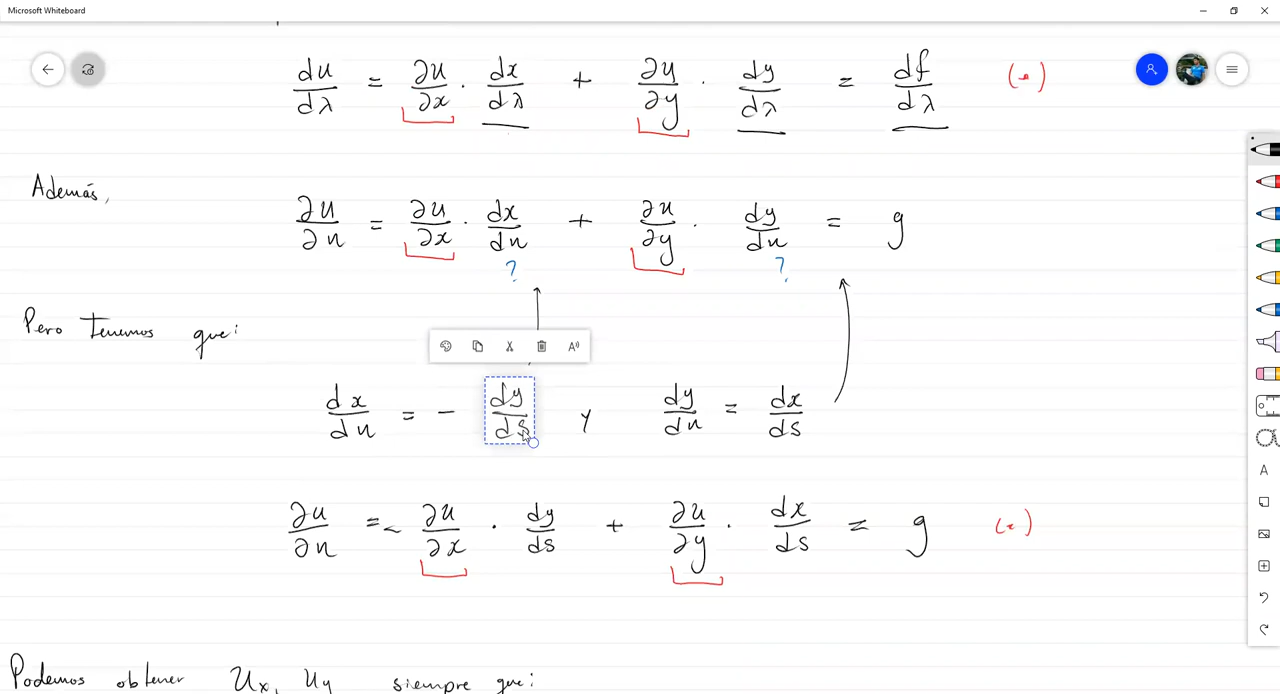 Microsoft Whiteboard
du/dλ = ∂u/∂x · dx/dλ + ∂u/∂y · dy/dλ = df/dλ (*)
Además,
∂u/∂n = ∂u/∂x · dx/dn + ∂u/∂y · dy/dn = g
? ?
Pero tenemos que:
dx/dn = - dy/ds y dy/dn = dx/ds
∂u/∂n = - ∂u/∂x · dy/ds + ∂u/∂y · dx/ds = g (*)
Podemos obtener Ux, Uy siempre que: